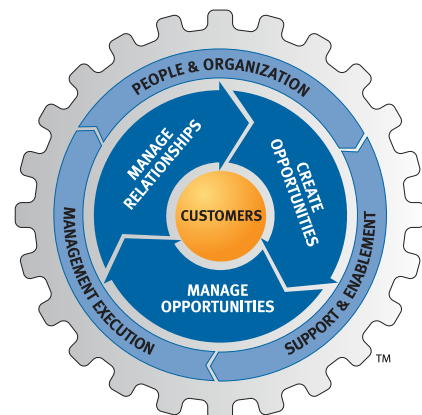 PEOPLE & ORGANIZATION
MANAGE
RELATIONSHIPS
CREATE
OPPORTUNITIES
CUSTOMERS
MANAGE
OPPORTUNITIES
MANAGEMENT EXECUTION
SUPPORT & ENABLEMENT
TM